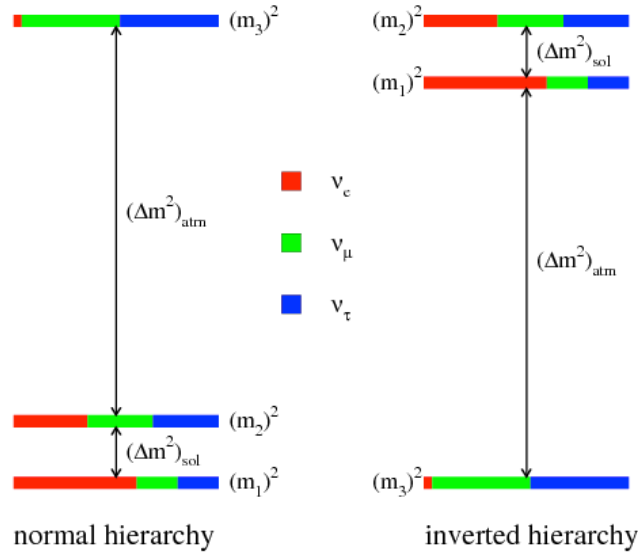 (m₃)²
(m₂)²
(Δm²)sol
(m₁)²
νe
(Δm²)atm
νμ
(Δm²)atm
ντ
(m₂)²
(Δm²)sol
(m₁)²
(m₃)²
normal hierarchy
inverted hierarchy